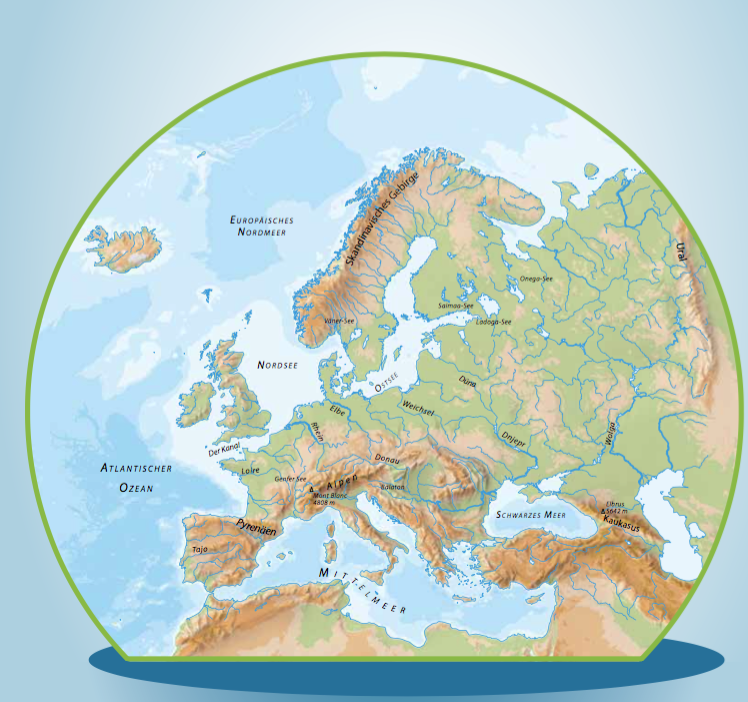 EUROPÄISCHES
NORDMEER
Skandinavisches Gebirge
Ural
Onega-See
Saimaa-See
Ladoga-See
Väner-See
NORDSEE
OSTSEE
Düna
Elbe
Weichsel
Rhein
Dnjepr
Wolga
Der Kanal
ATLANTISCHER
OZEAN
Loire
Donau
Genfer See
Alpen
Balaton
Mont Blanc
4808 m
Elbrus
5642 m
SCHWARZES MEER
Kaukasus
Pyrenäen
Tajo
MITTELMEER